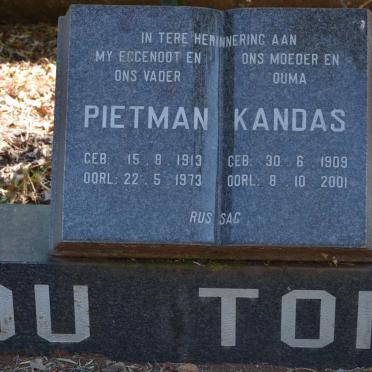 IN TERE HERINNERING AAN
MY EGGENOOT EN
ONS VADER
PIETMAN
GEB: 15. 8. 1913
OORL: 22. 5. 1973
ONS MOEDER EN
OUMA
KANDAS
GEB: 30. 6. 1909
OORL: 8. 10. 2001
RUS SAG
OU TO